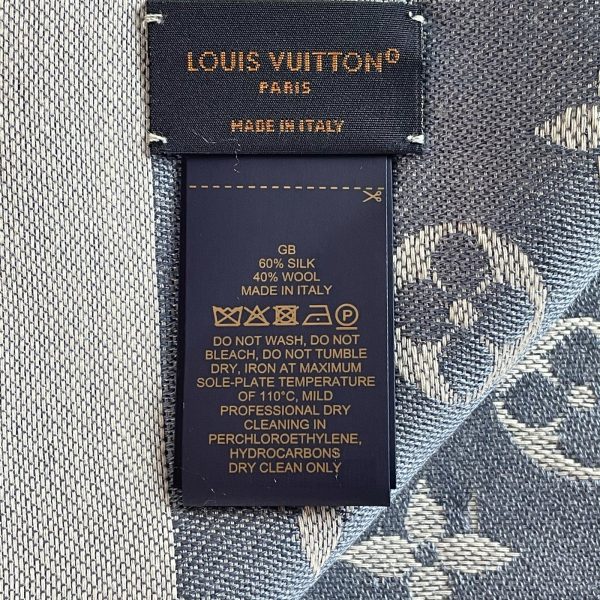 LOUIS VUITTON®
PARIS
MADE IN ITALY
GB
60% SILK
40% WOOL
MADE IN ITALY
P
DO NOT WASH, DO NOT
BLEACH, DO NOT TUMBLE
DRY, IRON AT MAXIMUM
SOLE-PLATE TEMPERATURE
OF 110°C, MILD
PROFESSIONAL DRY
CLEANING IN
PERCHLOROETHYLENE,
HYDROCARBONS
DRY CLEAN ONLY